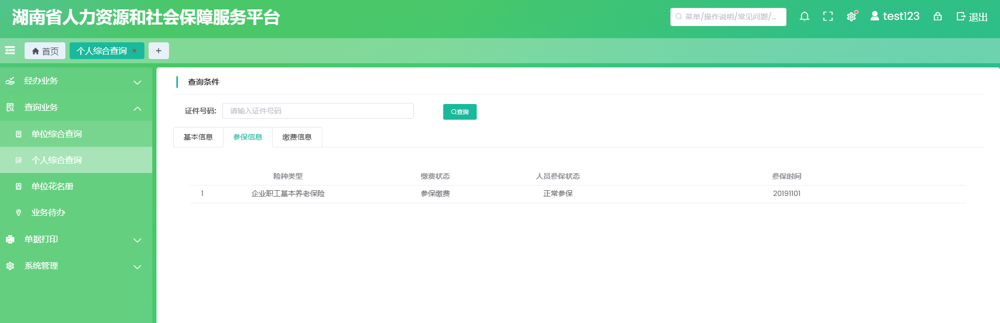 湖南省人力资源和社会保障服务平台
菜单/操作说明/常见问题/...
test123
退出
首页
个人综合查询 ×
+
经办业务
查询业务
单位综合查询
个人综合查询
单位花名册
业务待办
单据打印
系统管理
查询条件
证件号码: 请输入证件号码 查询
基本信息 参保信息 缴费信息
险种类型 缴费状态 人员参保状态 参保时间
1 企业职工基本养老保险 参保缴费 正常参保 20191101